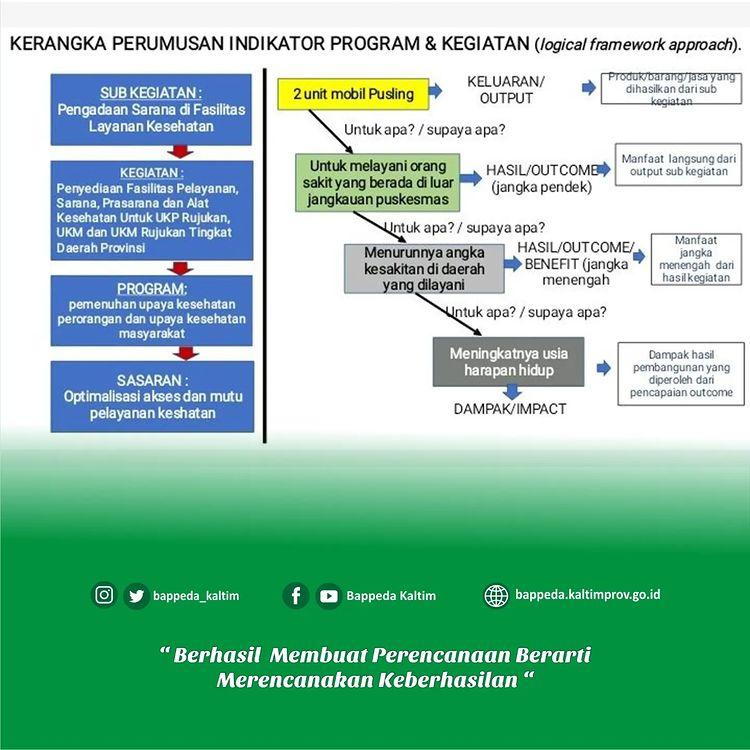 KERANGKA PERUMUSAN INDIKATOR PROGRAM & KEGIATAN (logical framework approach).
SUB KEGIATAN :
Pengadaan Sarana di Fasilitas
Layanan Kesehatan
KEGIATAN :
Penyediaan Fasilitas Pelayanan,
Sarana, Prasarana dan Alat
Kesehatan Untuk UKP Rujukan,
UKM dan UKM Rujukan Tingkat
Daerah Provinsi
PROGRAM:
pemenuhan upaya kesehatan
perorangan dan upaya kesehatan
masyarakat
SASARAN :
Optimalisasi akses dan mutu
pelayanan keshatan
2 unit mobil Pusling
KELUARAN/
OUTPUT
Produk/barang/jasa yang
dihasilkan dari sub
kegiatan
Untuk apa? / supaya apa?
Untuk melayani orang
sakit yang berada di luar
jangkauan puskesmas
HASIL/OUTCOME
(jangka pendek)
Manfaat langsung dari
output sub kegiatan
Untuk apa? / supaya apa?
Menurunnya angka
kesakitan di daerah
yang dilayani
HASIL/OUTCOME/
BENEFIT (jangka
menengah
Manfaat
jangka
menengah dari
hasil kegiatan
Untuk apa? / supaya apa?
Meningkatnya usia
harapan hidup
Dampak hasil
pembangunan yang
diperoleh dari
pencapaian outcome
DAMPAK/IMPACT
bappeda_kaltim
Bappeda Kaltim
bappeda.kaltimprov.go.id
“ Berhasil Membuat Perencanaan Berarti
Merencanakan Keberhasilan “